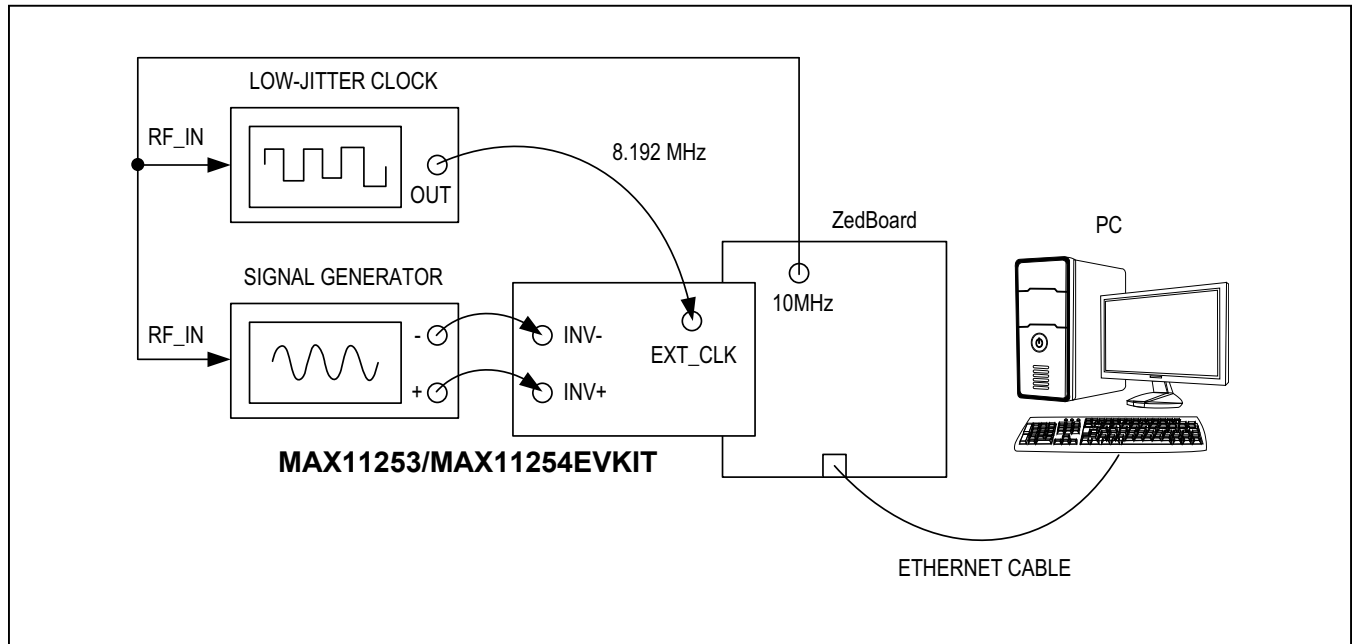 LOW-JITTER CLOCK
RF_IN
OUT
8.192 MHz
ZedBoard
PC
SIGNAL GENERATOR
10MHz
RF_IN
-
INV-
EXT_CLK
+
INV+
MAX11253/MAX11254EVKIT
ETHERNET CABLE